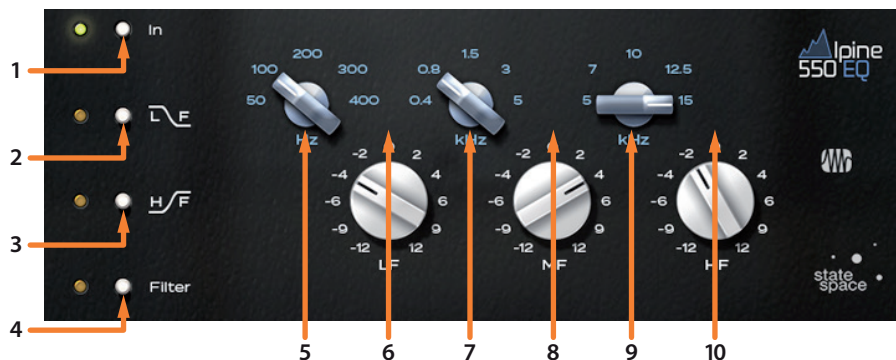 In
1
2
3
Filter
4
200
100 300
50 400
Hz
1.5
0.8 3
0.4 5
kHz
10
7 12.5
5 15
kHz
-2 2
-4 4
-6 6
-9 9
-12 12
LF
-2 2
-4 4
-6 6
-9 9
-12 12
MF
-2 2
-4 4
-6 6
-9 9
-12 12
HF
Alpine
550 EQ
state
space
5 6 7 8 9 10